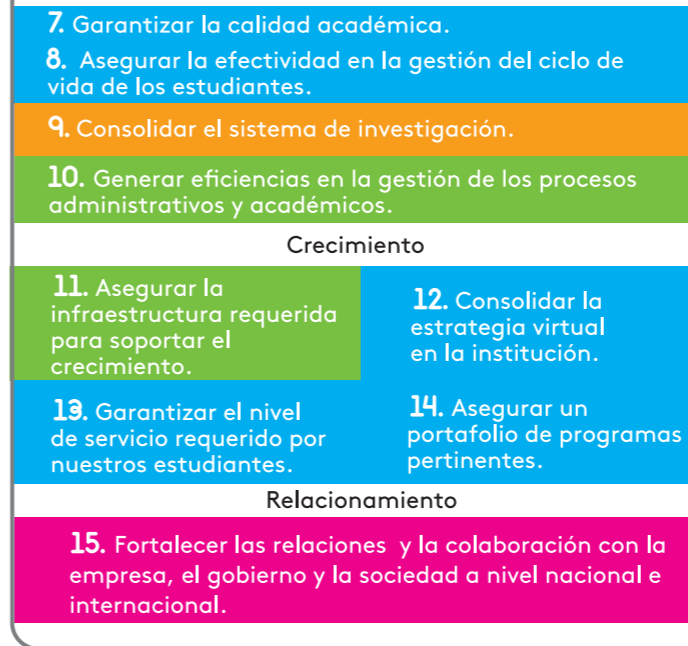 7. Garantizar la calidad académica.
8. Asegurar la efectividad en la gestión del ciclo de
vida de los estudiantes.
9. Consolidar el sistema de investigación.
10. Generar eficiencias en la gestión de los procesos
administrativos y académicos.
Crecimiento
11. Asegurar la
infraestructura requerida
para soportar el
crecimiento.
12. Consolidar la
estrategia virtual
en la institución.
13. Garantizar el nivel
de servicio requerido por
nuestros estudiantes.
14. Asegurar un
portafolio de programas
pertinentes.
Relacionamiento
15. Fortalecer las relaciones y la colaboración con la
empresa, el gobierno y la sociedad a nivel nacional e
internacional.